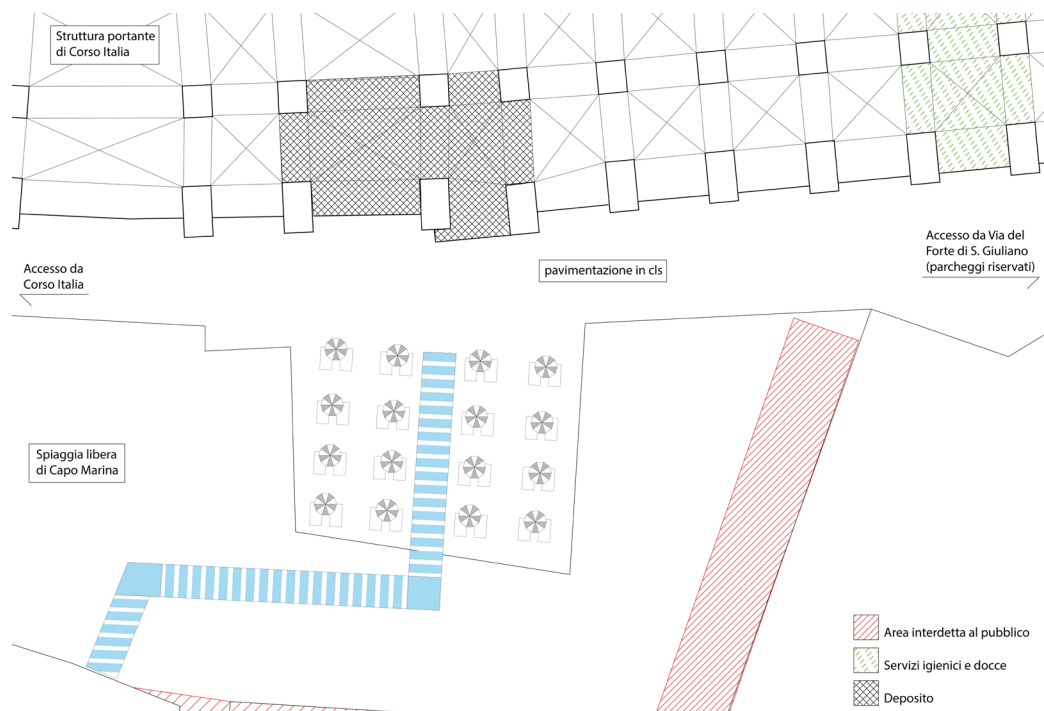 Struttura portante
di Corso Italia
Accesso da Via del
Forte di S. Giuliano
(parcheggi riservati)
Accesso da
Corso Italia
pavimentazione in cls
Spiaggia libera
di Capo Marina
Area interdetta al pubblico
Servizi igienici e docce
Deposito